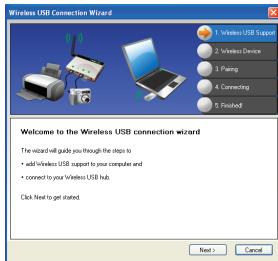 Wireless USB Connection Wizard
1. Wireless USB Support
2. Wireless Device
3. Pairing
4. Connecting
5. Finished!
Welcome to the Wireless USB connection wizard
The wizard will guide you through the steps to
• add Wireless USB support to your computer and
• connect to your Wireless USB hub.
Click Next to get started.
Next >
Cancel